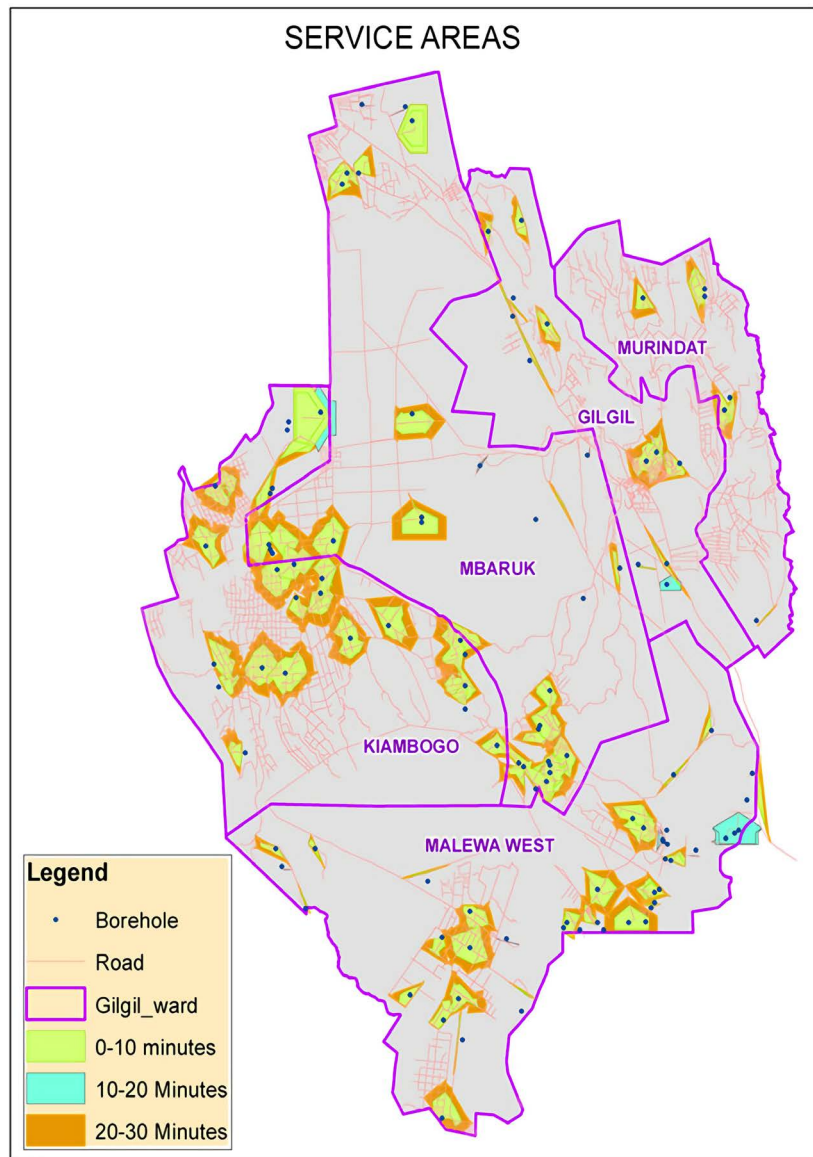 SERVICE AREAS
MURINDAT
GILGIL
MBARUK
KIAMBOGO
MALEWA WEST
Legend
Borehole
Road
Gilgil_ward
0-10 minutes
10-20 Minutes
20-30 Minutes